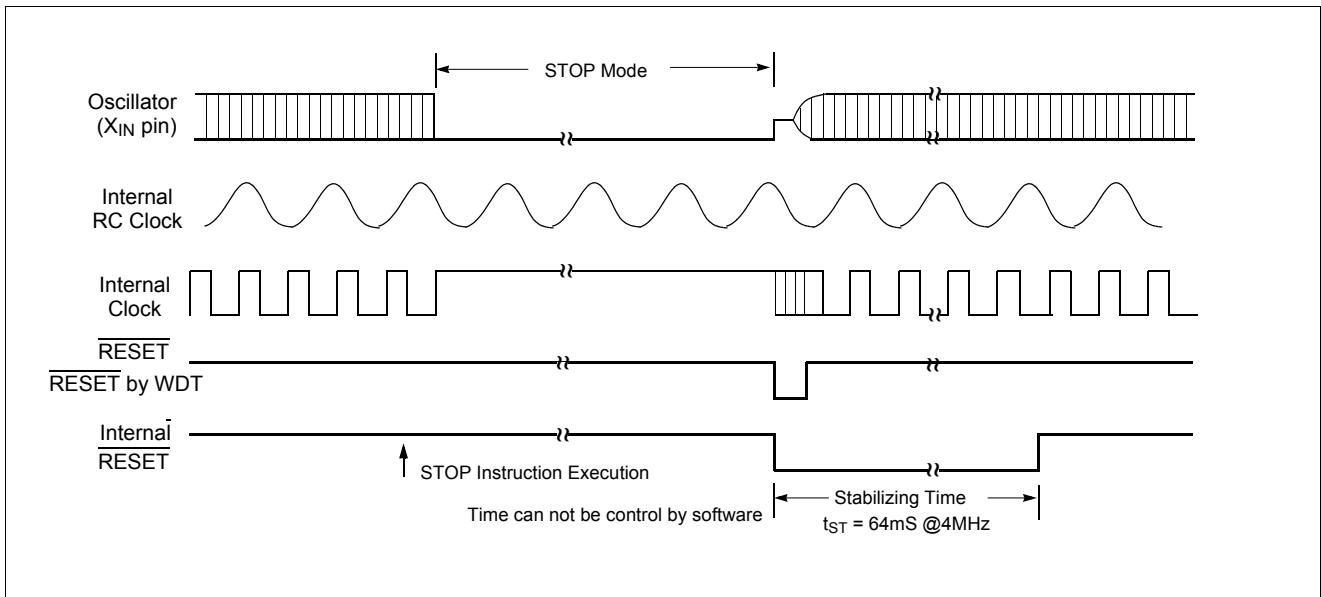 STOP Mode
Oscillator
(XIN pin)
Internal
RC Clock
Internal
Clock
RESET
RESET by WDT
Internal
RESET
STOP Instruction Execution
Time can not be control by software
Stabilizing Time
tST = 64mS @4MHz